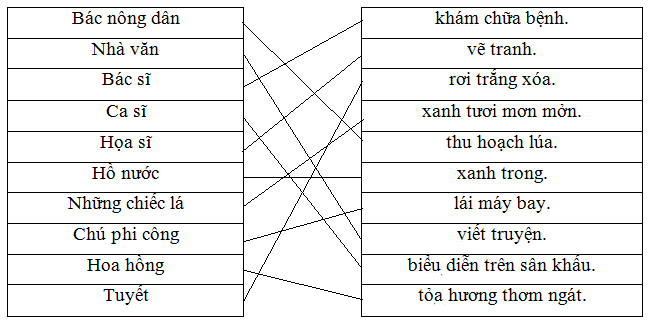 Bác nông dân khám chữa bệnh.
Nhà văn vẽ tranh.
Bác sĩ rơi trắng xóa.
Ca sĩ xanh tươi mơn mởn.
Họa sĩ thu hoạch lúa.
Hồ nước xanh trong.
Những chiếc lá lái máy bay.
Chú phi công viết truyện.
Hoa hồng biểu diễn trên sân khấu.
Tuyết tỏa hương thơm ngát.